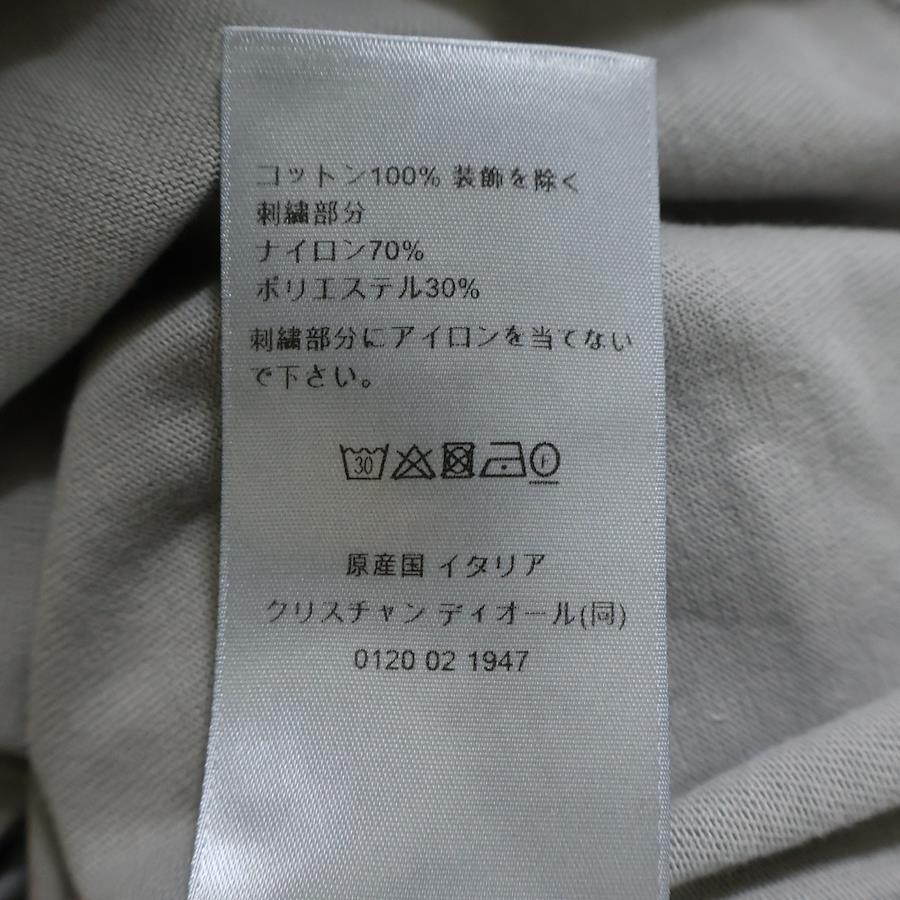 コットン100% 装飾を除く
刺繍部分
ナイロン70%
ポリエステル30%
刺繍部分にアイロンを当てない
で下さい。
30 F
原産国 イタリア
クリスチャン ディオール(同)
0120 02 1947